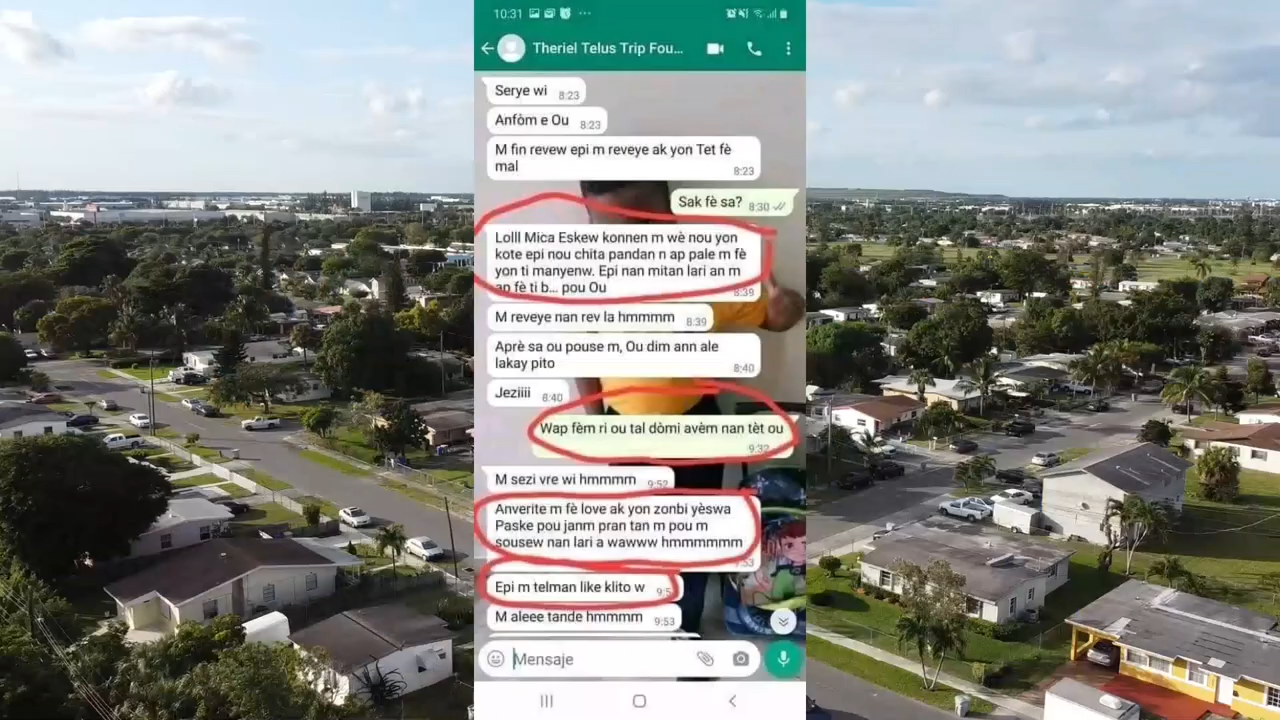 10:31
Theriel Telus Trip Fou...
Serye wi 8:23
Anfòm e Ou 8:23
M fin revew epi m reveye ak yon Tet fè
mal
8:23
Sak fè sa? 8:30
Lolll Mica Eskew konnen m wè nou yon
kote epi nou chita pandan n ap pale m fè
yon ti manyenw. Epi nan mitan lari an m
ap fè ti b... pou Ou
8:39
M reveye nan rev la hmmmm 8:39
Aprè sa ou pouse m, Ou dim ann ale
lakay pito
8:40
Jeziiii 8:40
Wap fèm ri ou tal dòmi avèm nan tèt ou
9:32
M sezi vre wi hmmmm 9:52
Anverite m fè love ak yon zonbi yèswa
Paske pou janm pran tan m pou m
sousew nan lari a wawww hmmmmmm
Epi m telman like klito w
M aleee tande hmmmm 9:53
Mensaje